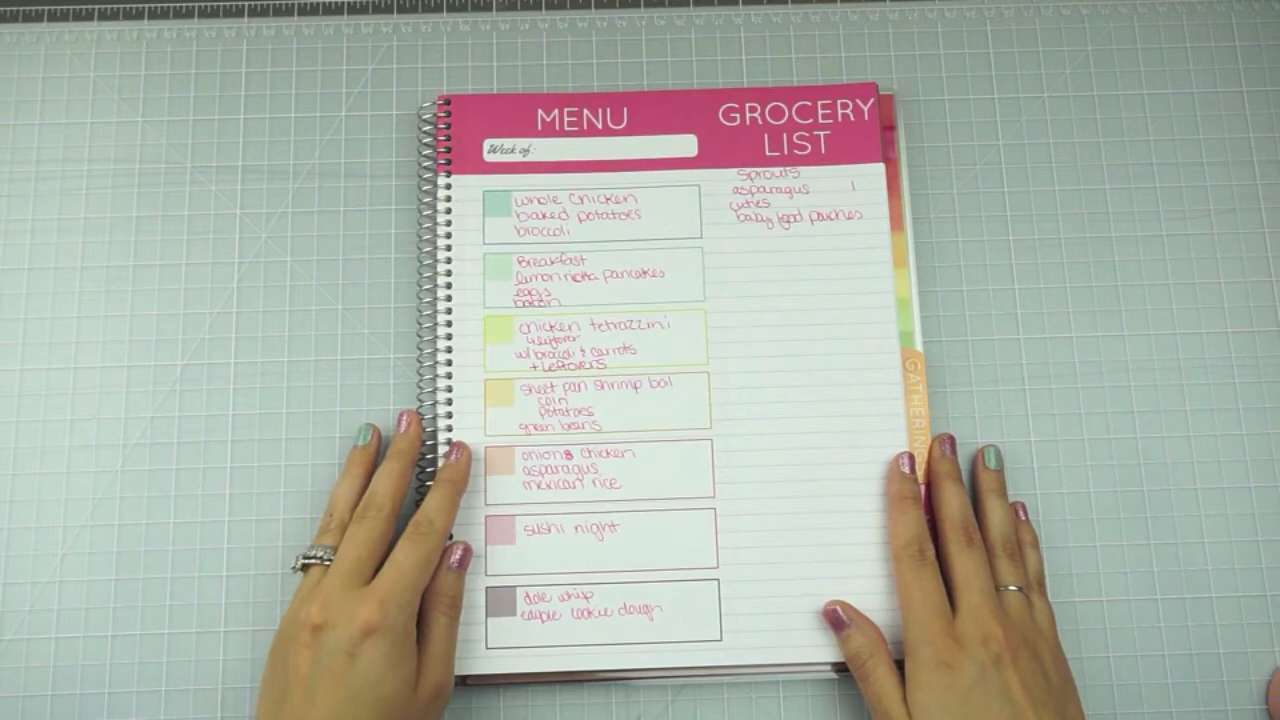 MENU
Week of:
whole chicken
baked potatoes
broccoli
Breakfast
lemon ricotta pancakes
eggs
bacon
chicken tetrazzini
leftover
w/ broccoli & carrots
+ Leftovers
sheet pan shrimp boil
corn
potatoes
green beans
onions chicken
asparagus
mexican rice
sushi night
dole whip
edible cookie dough
GROCERY
LIST
Sprouts
asparagus 1
cuties
baby food pouches
GATHERING